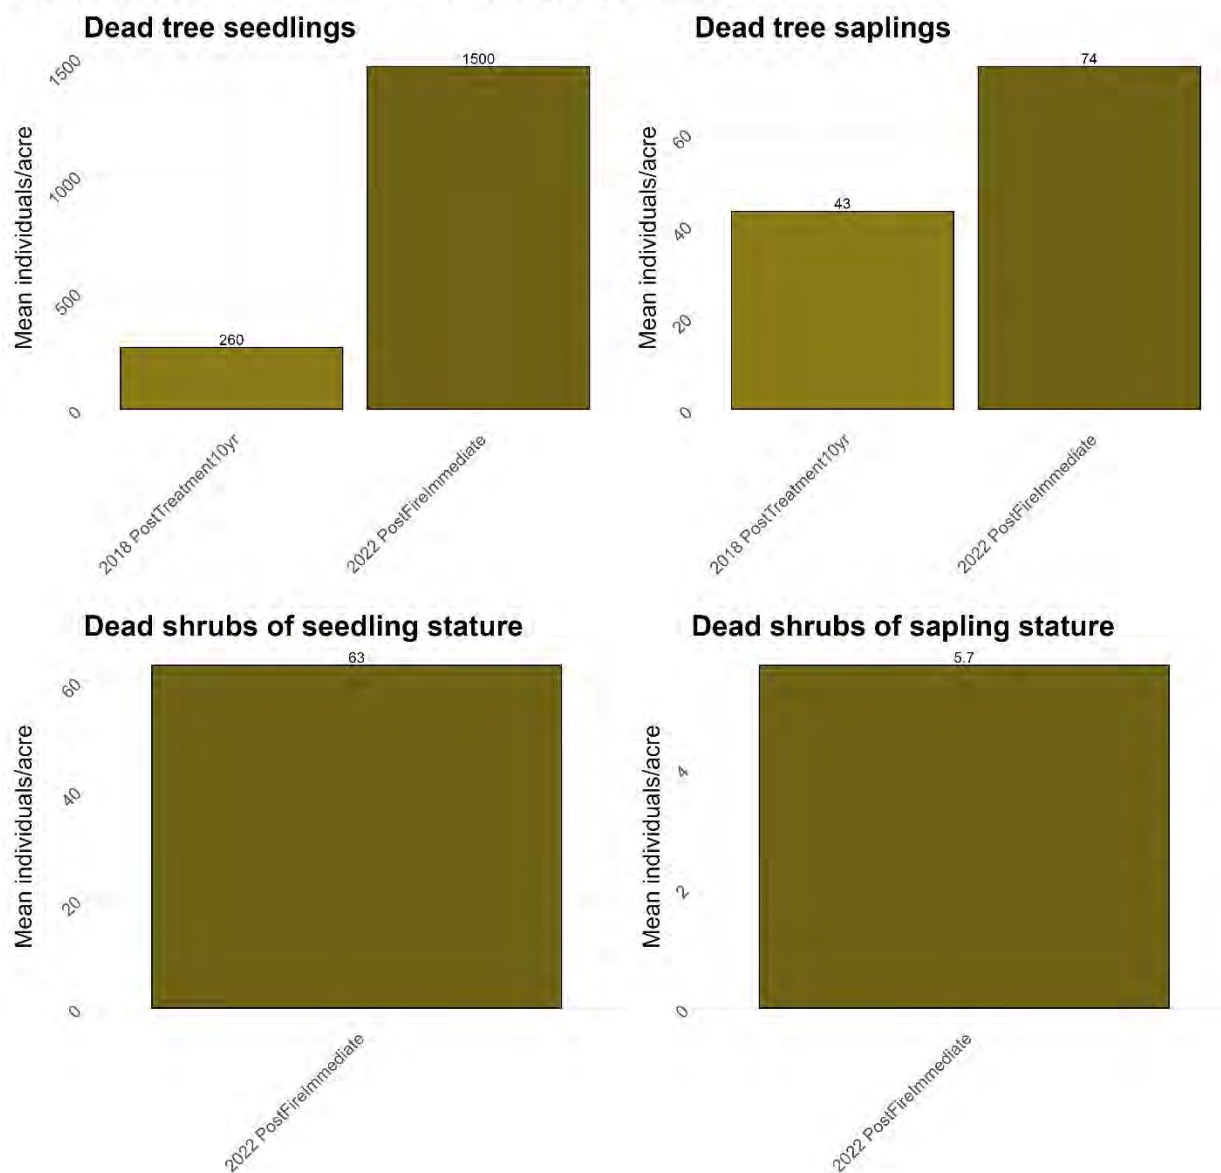 Dead tree seedlings
Mean individuals/acre
1500
1000
500
0
1500
260
2018 PostTreatment10yr
2022 PostFireImmediate
Dead tree saplings
Mean individuals/acre
60
40
20
0
74
43
2018 PostTreatment10yr
2022 PostFireImmediate
Dead shrubs of seedling stature
Mean individuals/acre
60
40
20
0
63
2022 PostFireImmediate
Dead shrubs of sapling stature
Mean individuals/acre
4
2
0
5.7
2022 PostFireImmediate